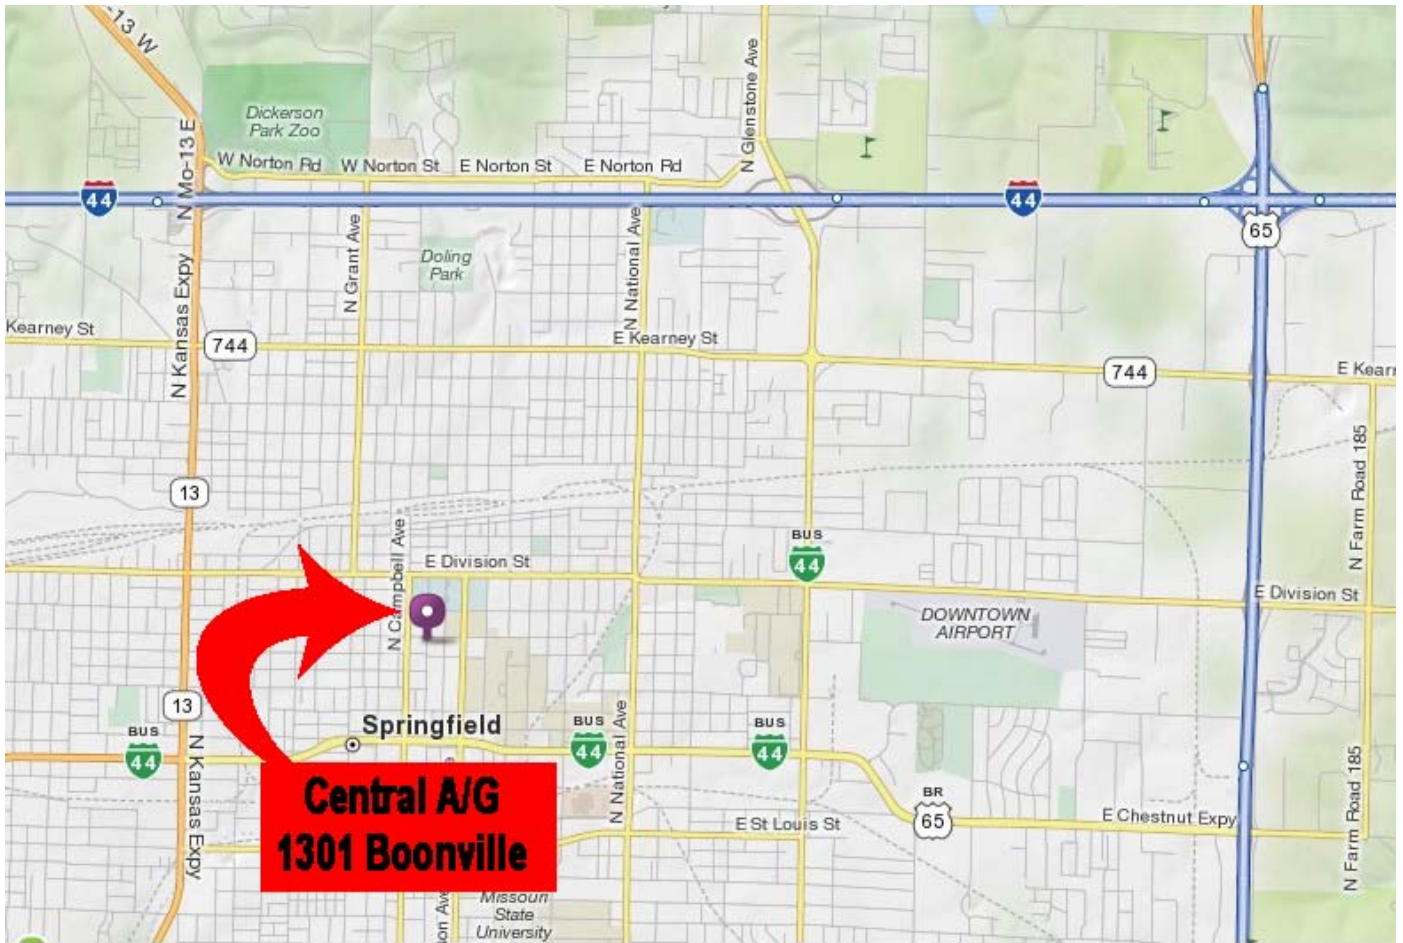 -13 W
N Glenstone Ave
Dickerson
Park Zoo
N Mo-13 E
W Norton Rd
W Norton St
E Norton St
E Norton Rd
44
44
65
N Grant Ave
Doling
Park
N National Ave
N Kansas Expy
Kearney St
744
E Kearney St
744
E Kearn
13
N Farm Road 185
N Campbell Ave
E Division St
BUS
44
E Division St
DOWNTOWN
AIRPORT
13
Springfield
BUS
44
BUS
44
BUS
44
N National Ave
N Kansas Expy
N Farm Road 185
Central A/G
1301 Boonville
BR
65
E St Louis St
E Chestnut Expy
Missouri
State
University
on Ave